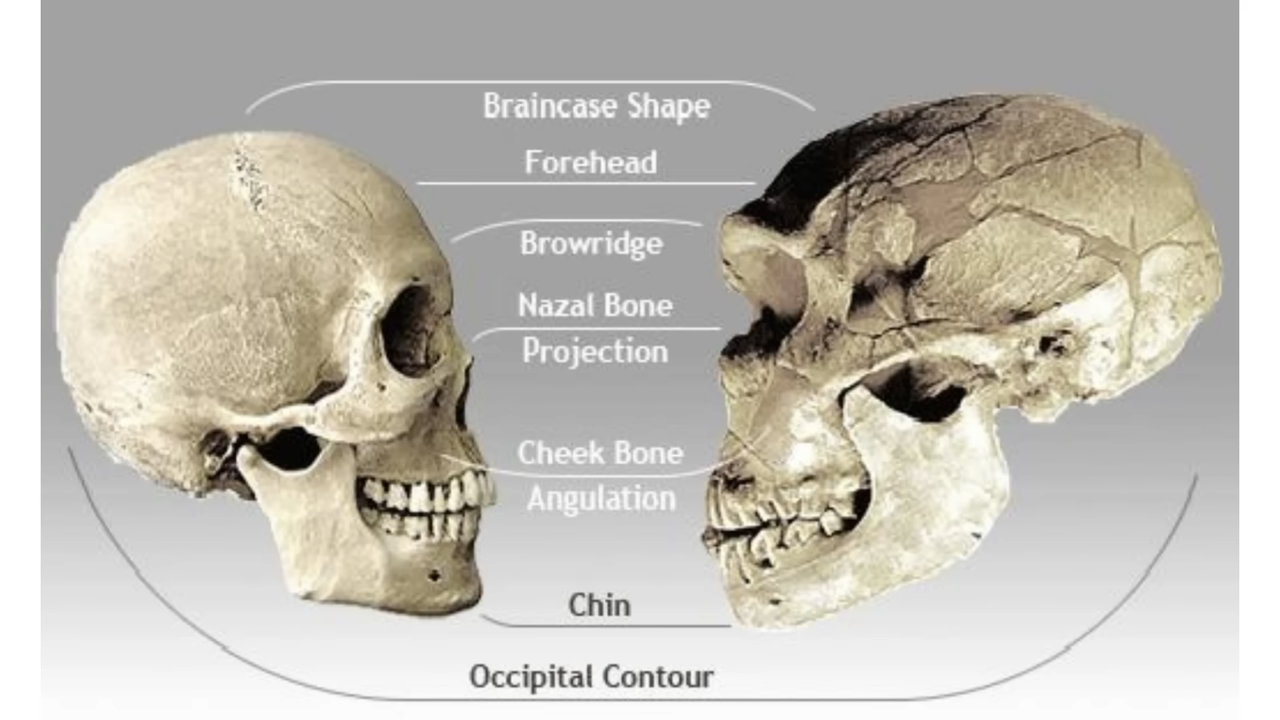 Braincase Shape
Forehead
Browridge
Nazal Bone
Projection
Cheek Bone
Angulation
Chin
Occipital Contour